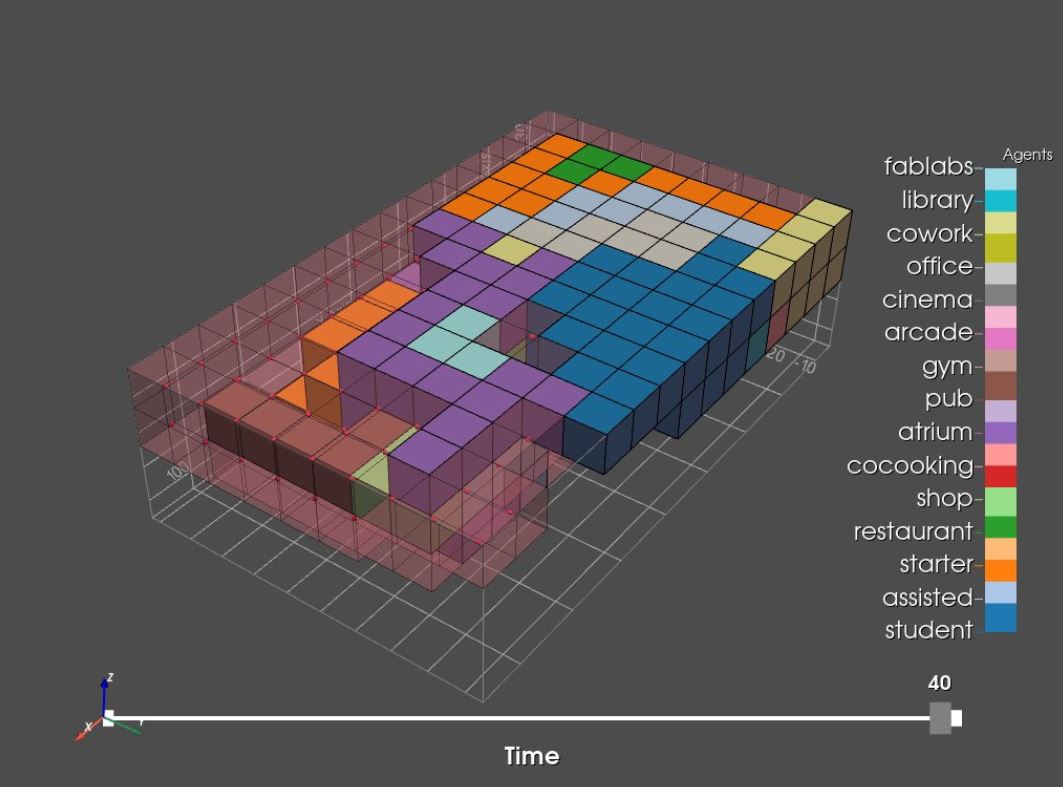 Agents
fablabs
library
cowork
office
cinema
arcade
gym
pub
atrium
cocooking
shop
restaurant
starter
assisted
student
30
20
-10
100
Z
X
40
Time